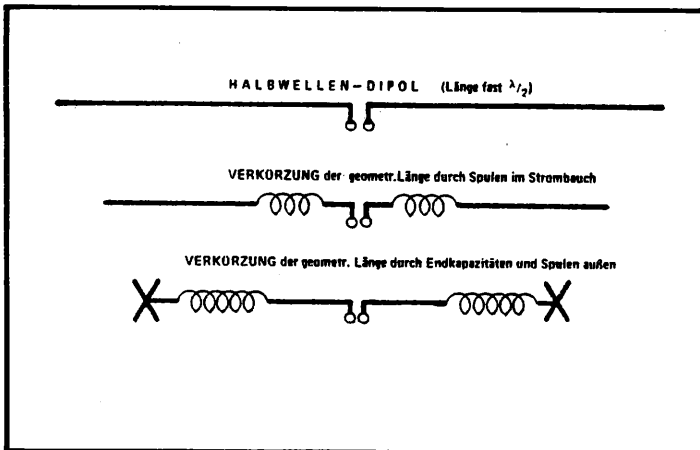 HALBWELLEN-DIPOL (Länge fast λ/2)
VERKÜRZUNG der geometr. Länge durch Spulen im Strombauch
VERKÜRZUNG der geometr. Länge durch Endkapazitäten und Spulen außen